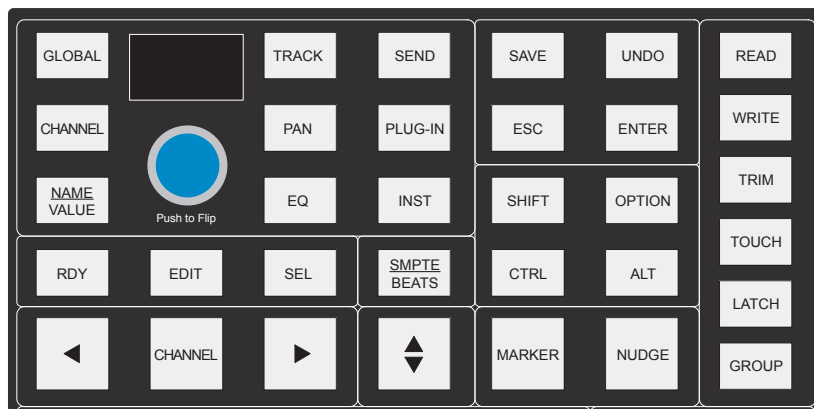 GLOBAL
TRACK
SEND
SAVE
UNDO
READ
CHANNEL
PAN
PLUG-IN
ESC
ENTER
WRITE
NAME
VALUE
Push to Flip
EQ
INST
SHIFT
OPTION
TRIM
RDY
EDIT
SEL
SMPTE
BEATS
CTRL
ALT
TOUCH
LATCH
CHANNEL
MARKER
NUDGE
GROUP